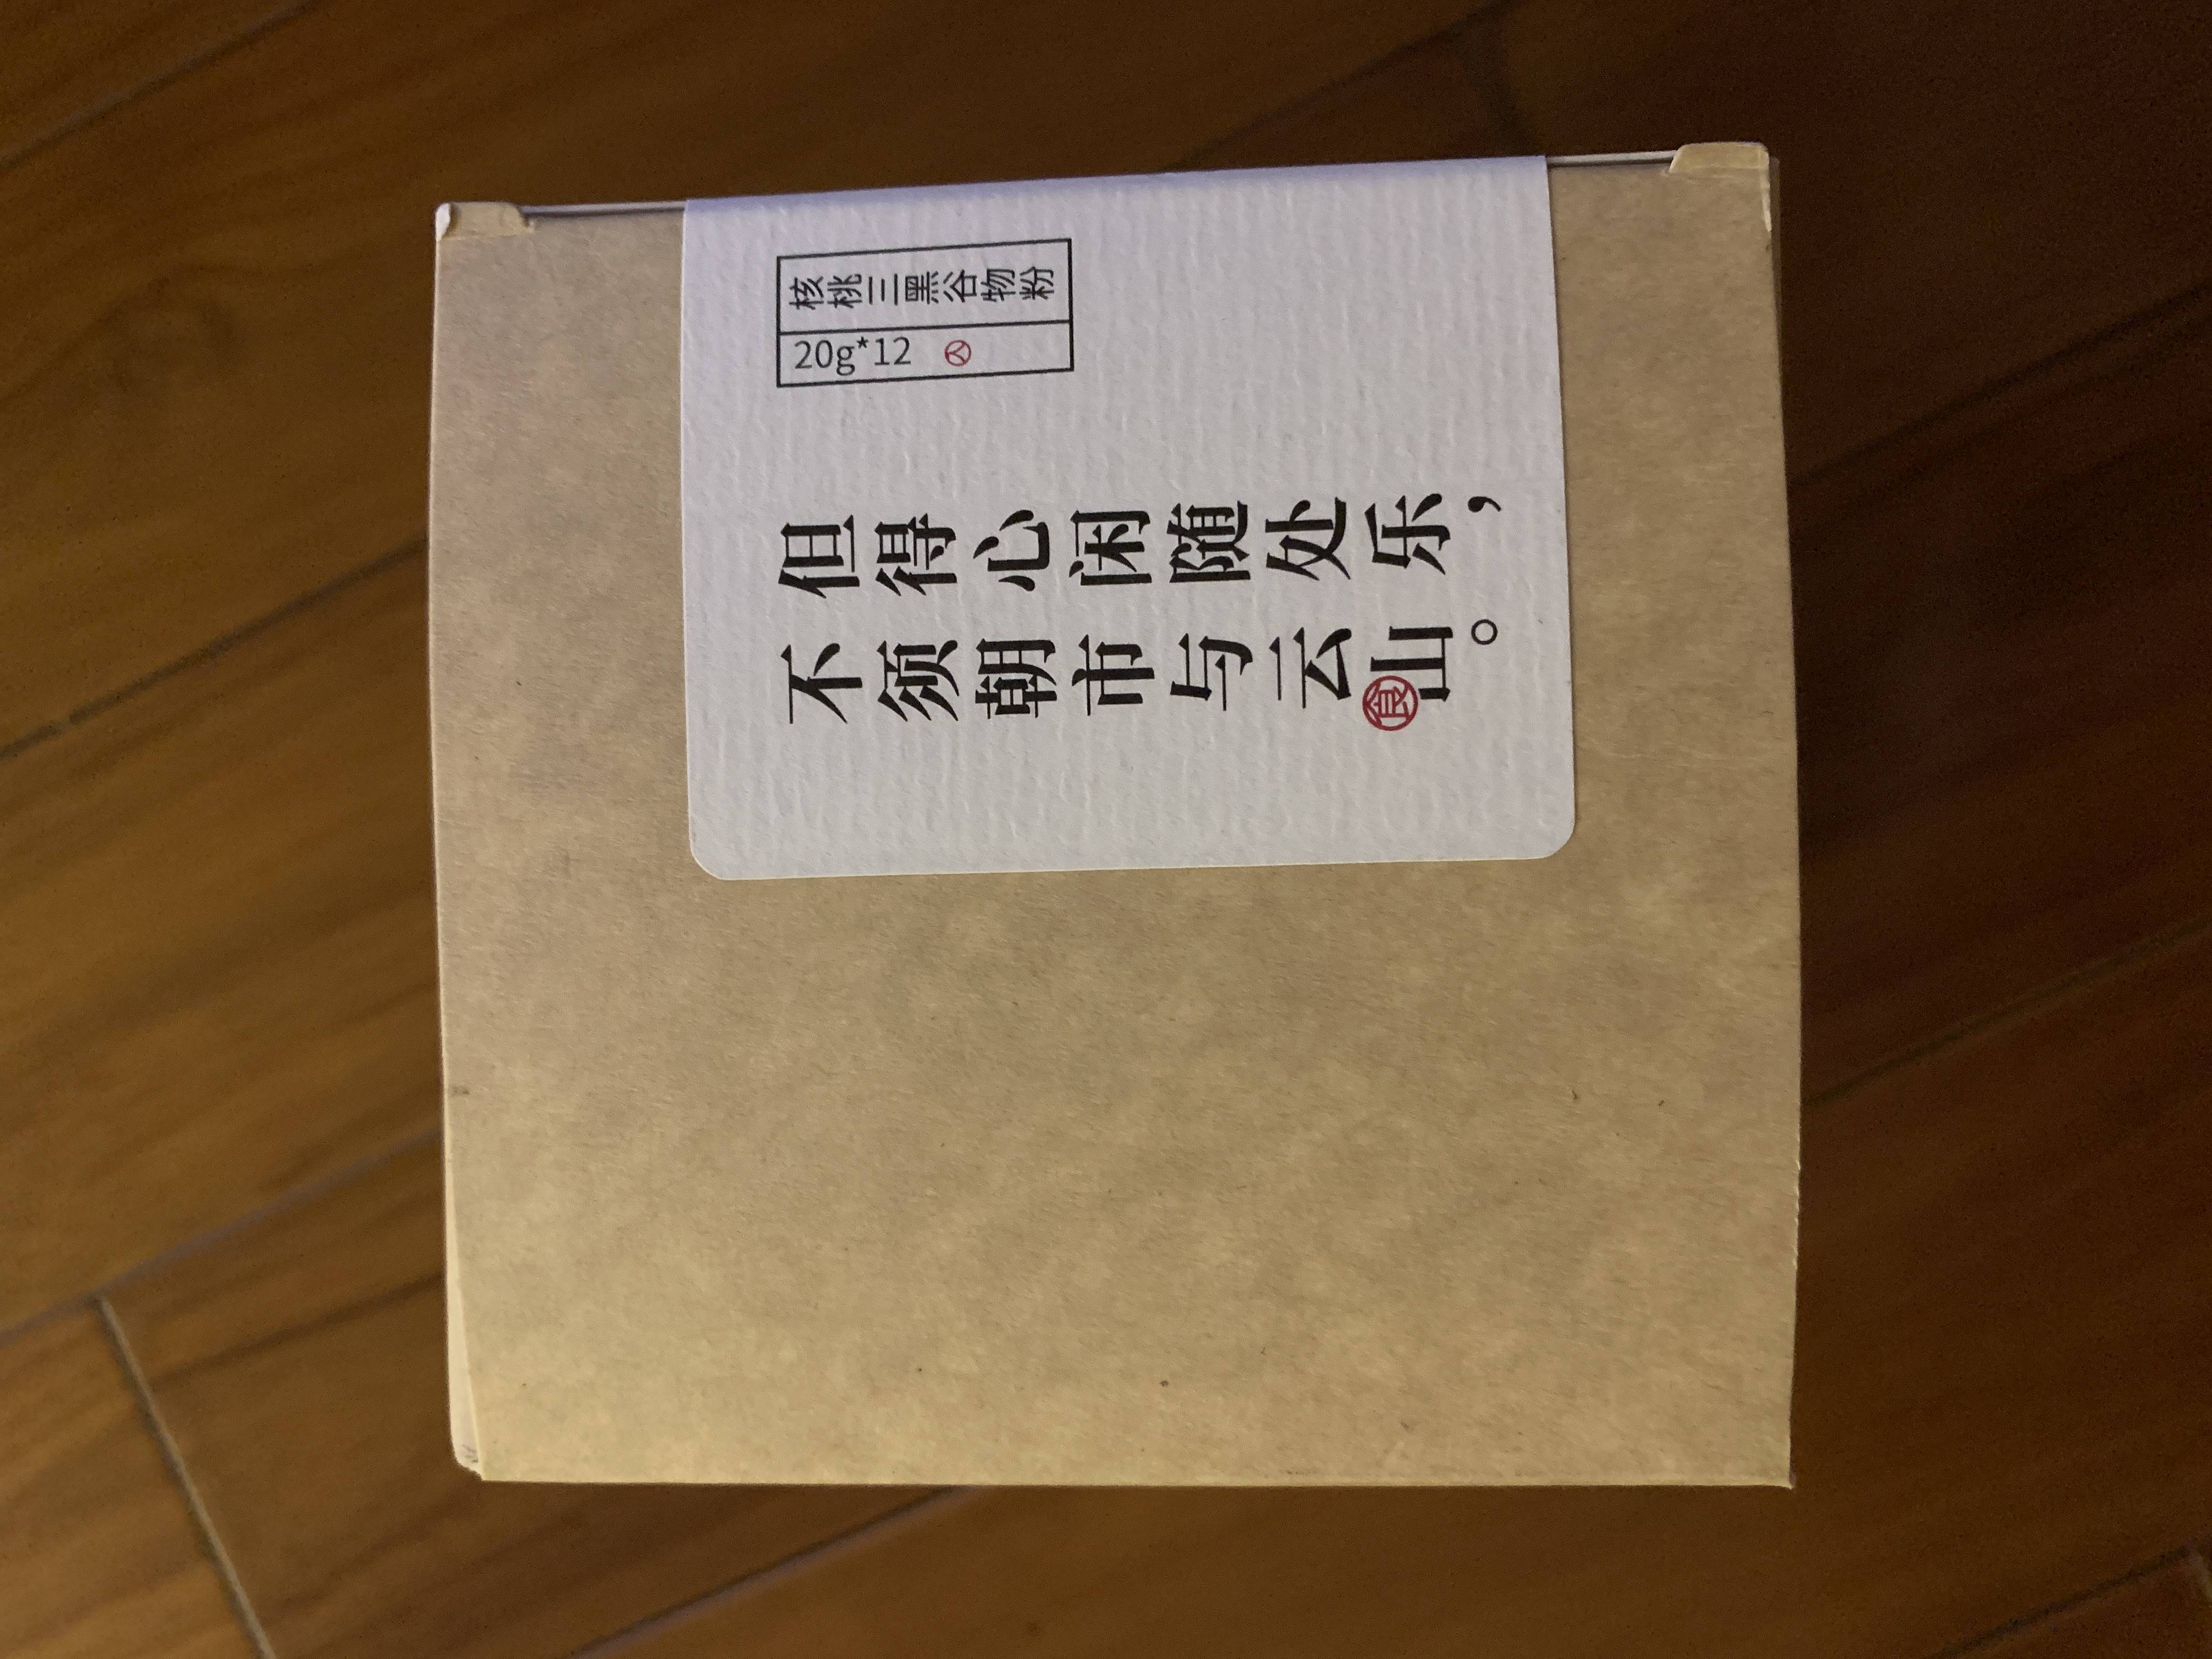 核桃三黑谷物粉
20g*12
但得心闲随处乐，
不须朝市与云山。
食